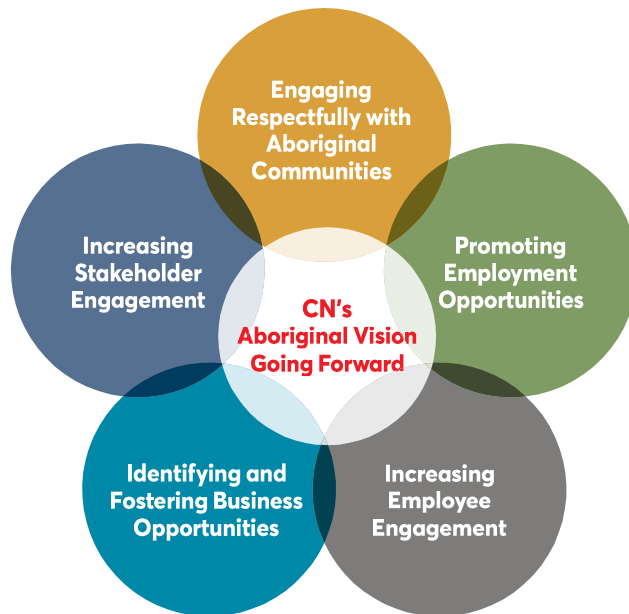 Engaging
Respectfully with
Aboriginal
Communities
Increasing
Stakeholder
Engagement
Promoting
Employment
Opportunities
CN's
Aboriginal Vision
Going Forward
Identifying and
Fostering Business
Opportunities
Increasing
Employee
Engagement